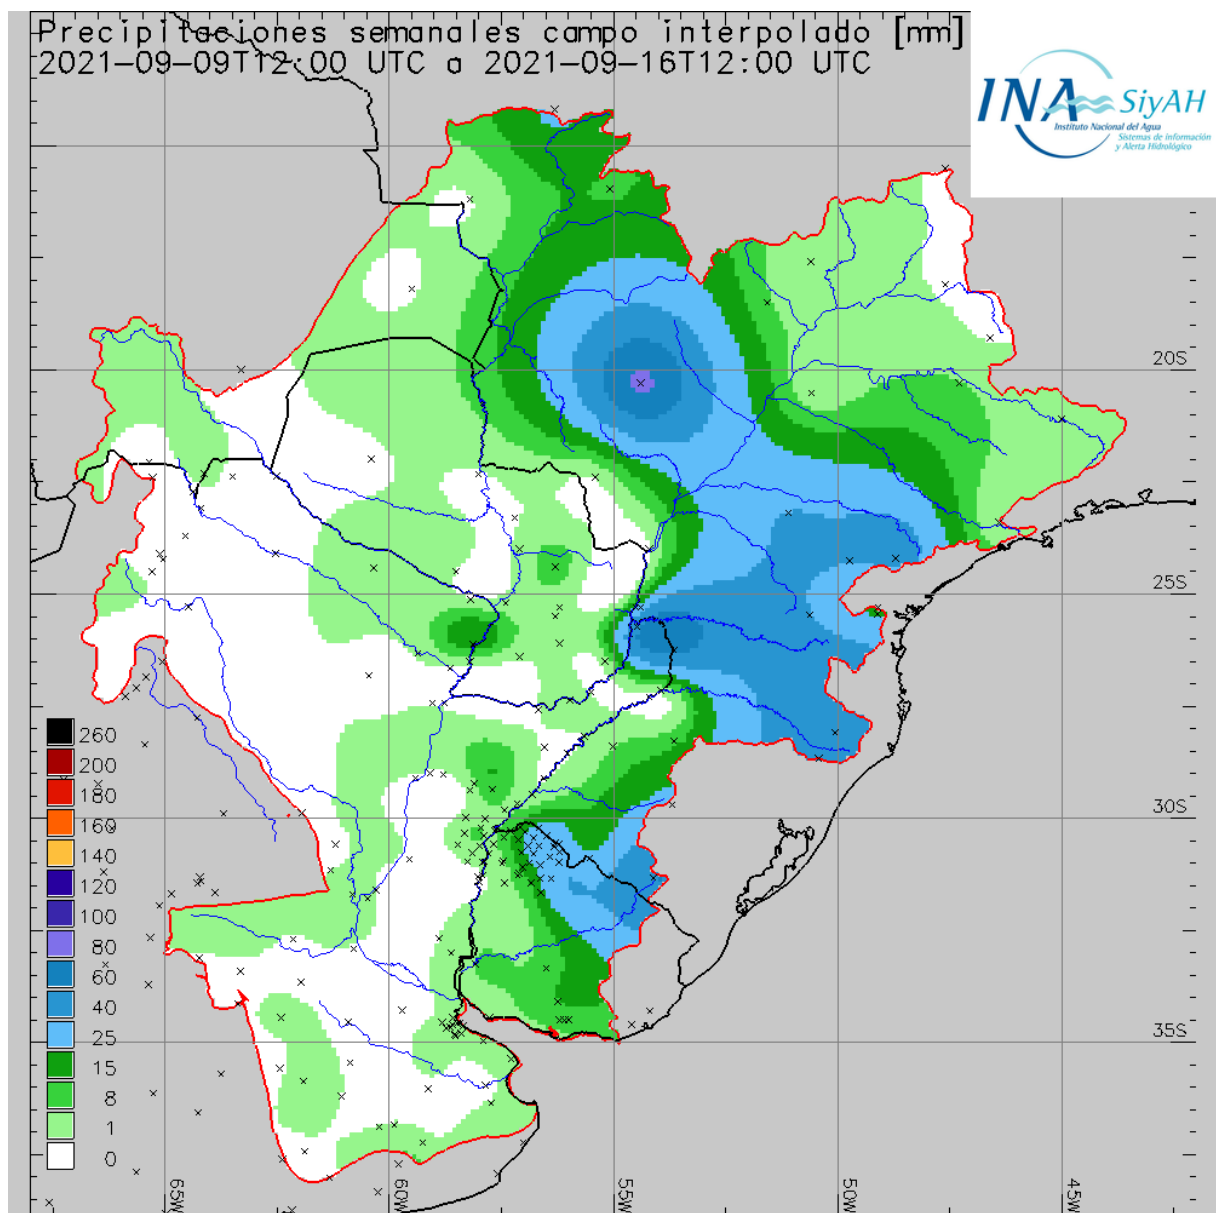 Precipitaciones semanales campo interpolado [mm]
2021-09-09T12:00 UTC a 2021-09-16T12:00 UTC
INA SiyAH
Instituto Nacional del Agua
Sistemas de Información
y Alerta Hidrológico
20S
25S
30S
35S
260
200
180
160
140
120
100
80
60
40
25
15
8
1
0
65W
60W
55W
50W
45W